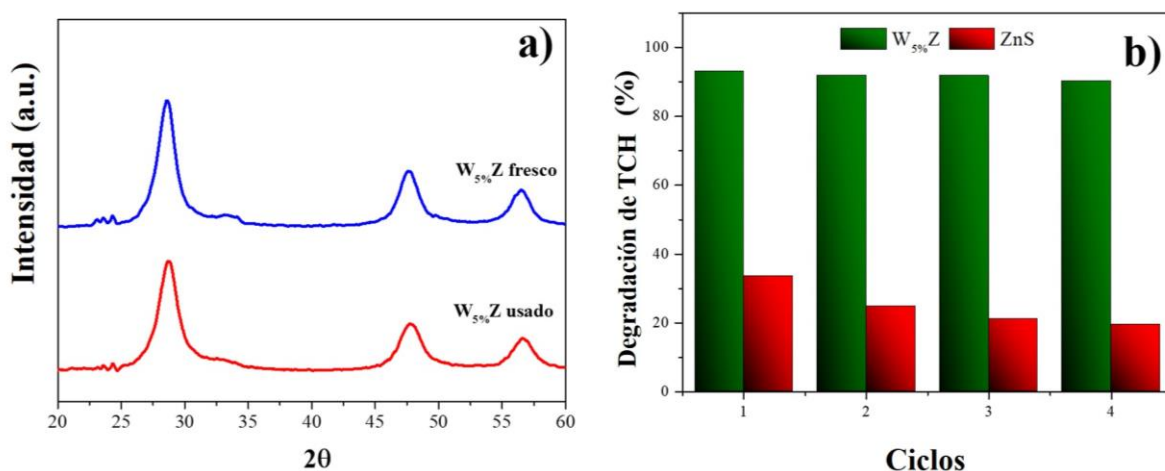 a)
Intensidad (a.u.)
W5%Z fresco
W5%Z usado
20 25 30 35 40 45 50 55 60
2θ
b)
W5%Z ZnS
Degradación de TCH (%)
100
80
60
40
20
0
1 2 3 4
Ciclos